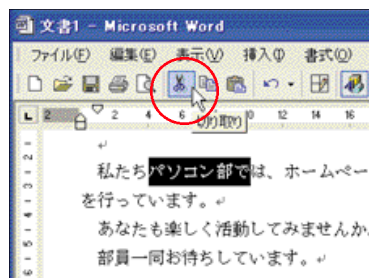 文書1 - Microsoft Word
ファイル(F) 編集(E) 表示(V) 挿入(I) 書式(O)
L 2 2 4 6 10 12 14 16
切り取り
私たちパソコン部では、ホームペー
を行っています。
あなたも楽しく活動してみませんか
部員一同お待ちしています。